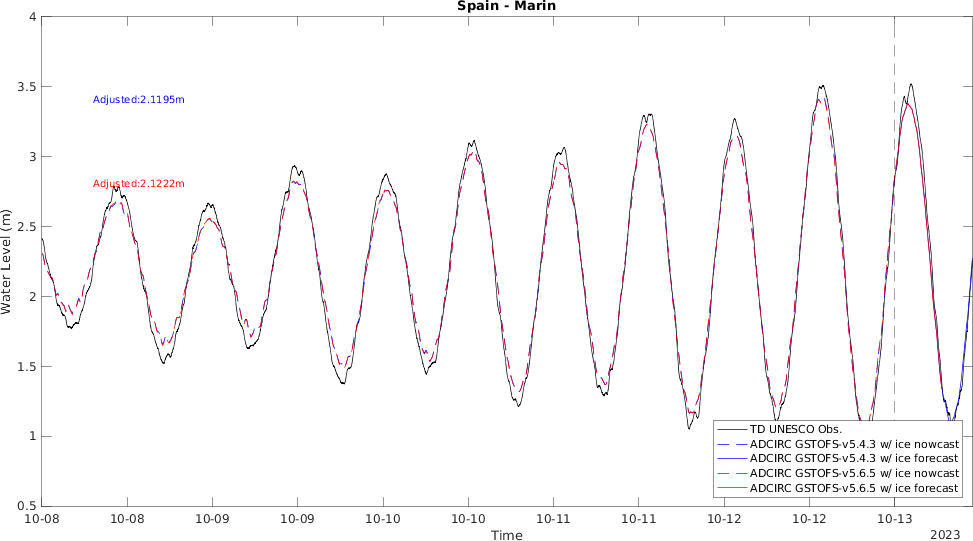 Spain - Marin
4
3.5
3
2.5
2
1.5
1
0.5
Water Level (m)
Adjusted:2.1195m
Adjusted:2.1222m
TD UNESCO Obs.
ADCIRC GSTOFS-v5.4.3 w/ ice nowcast
ADCIRC GSTOFS-v5.4.3 w/ ice forecast
ADCIRC GSTOFS-v5.6.5 w/ ice nowcast
ADCIRC GSTOFS-v5.6.5 w/ ice forecast
10-08 10-08 10-09 10-09 10-10 10-10 10-11 10-11 10-12 10-12 10-13
Time
2023